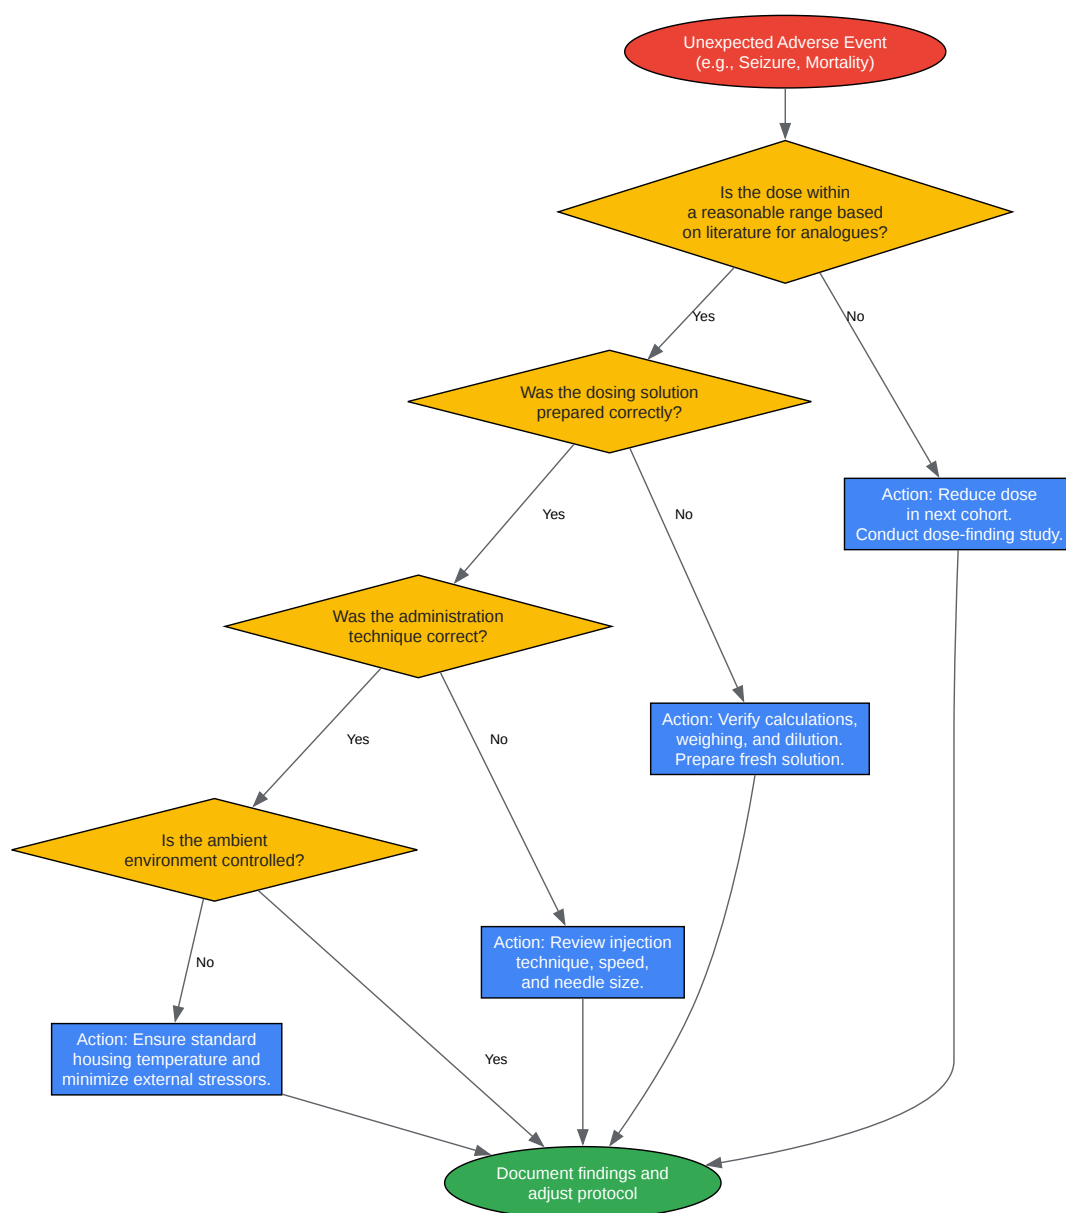 Unexpected Adverse Event
(e.g., Seizure, Mortality)
Is the dose within
a reasonable range based
on literature for analogues?
Yes
No
Was the dosing solution
prepared correctly?
Action: Reduce dose
in next cohort.
Conduct dose-finding study.
Yes
No
Was the administration
technique correct?
Action: Verify calculations,
weighing, and dilution.
Prepare fresh solution.
Yes
No
Is the ambient
environment controlled?
Action: Review injection
technique, speed,
and needle size.
No
Yes
Action: Ensure standard
housing temperature and
minimize external stressors.
Document findings and
adjust protocol